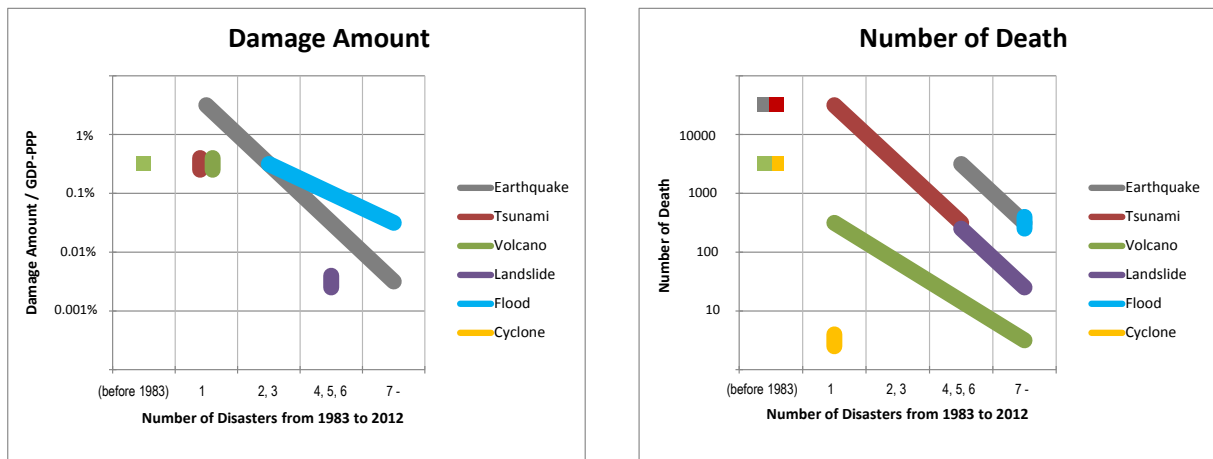 Damage Amount
Damage Amount / GDP-PPP
1%
0.1%
0.01%
0.001%
(before 1983) 1 2, 3 4, 5, 6 7 -
Number of Disasters from 1983 to 2012
Earthquake
Tsunami
Volcano
Landslide
Flood
Cyclone
Number of Death
Number of Death
10000
1000
100
10
(before 1983) 1 2, 3 4, 5, 6 7 -
Number of Disasters from 1983 to 2012
Earthquake
Tsunami
Volcano
Landslide
Flood
Cyclone